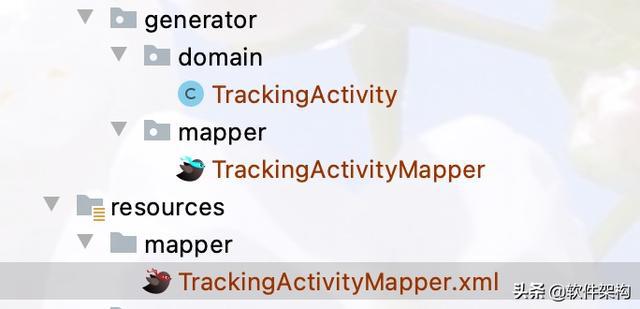 generator
domain
C TrackingActivity
mapper
TrackingActivityMapper
resources
mapper
TrackingActivityMapper.xml
头条 @软件架构